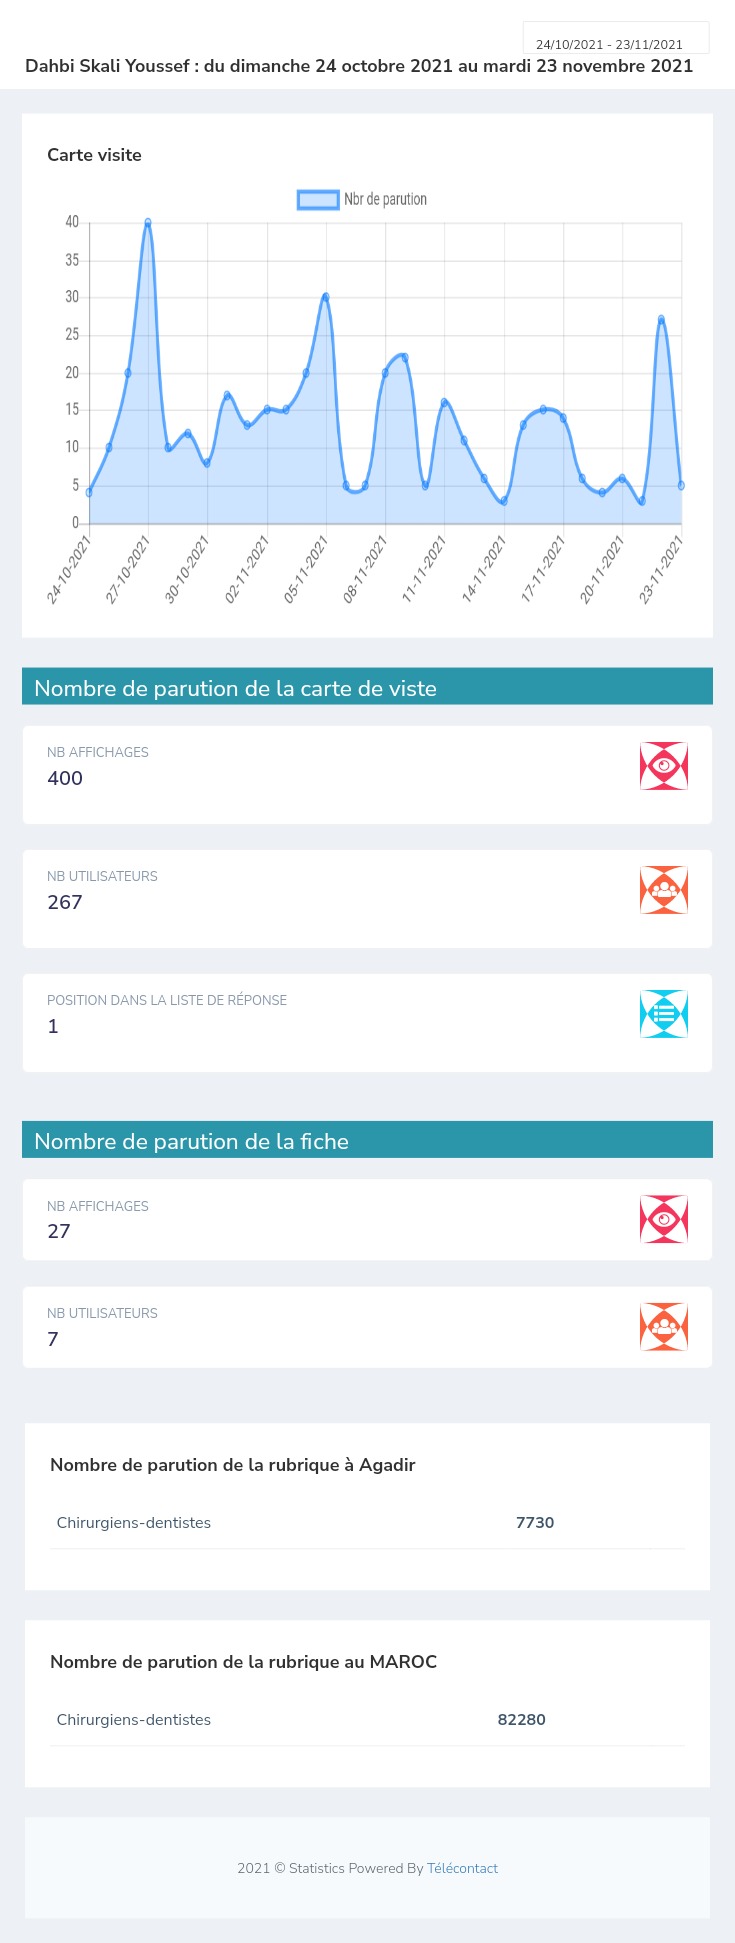 24/10/2021 - 23/11/2021
Dahbi Skali Youssef : du dimanche 24 octobre 2021 au mardi 23 novembre 2021
Carte visite
Nbr de parution
40
35
30
25
20
15
10
5
0
24-10-2021
27-10-2021
30-10-2021
02-11-2021
05-11-2021
08-11-2021
11-11-2021
14-11-2021
17-11-2021
20-11-2021
23-11-2021
Nombre de parution de la carte de viste
NB AFFICHAGES
400
NB UTILISATEURS
267
POSITION DANS LA LISTE DE RÉPONSE
1
Nombre de parution de la fiche
NB AFFICHAGES
27
NB UTILISATEURS
7
Nombre de parution de la rubrique à Agadir
Chirurgiens-dentistes 7730
Nombre de parution de la rubrique au MAROC
Chirurgiens-dentistes 82280
2021 © Statistics Powered By Télécontact